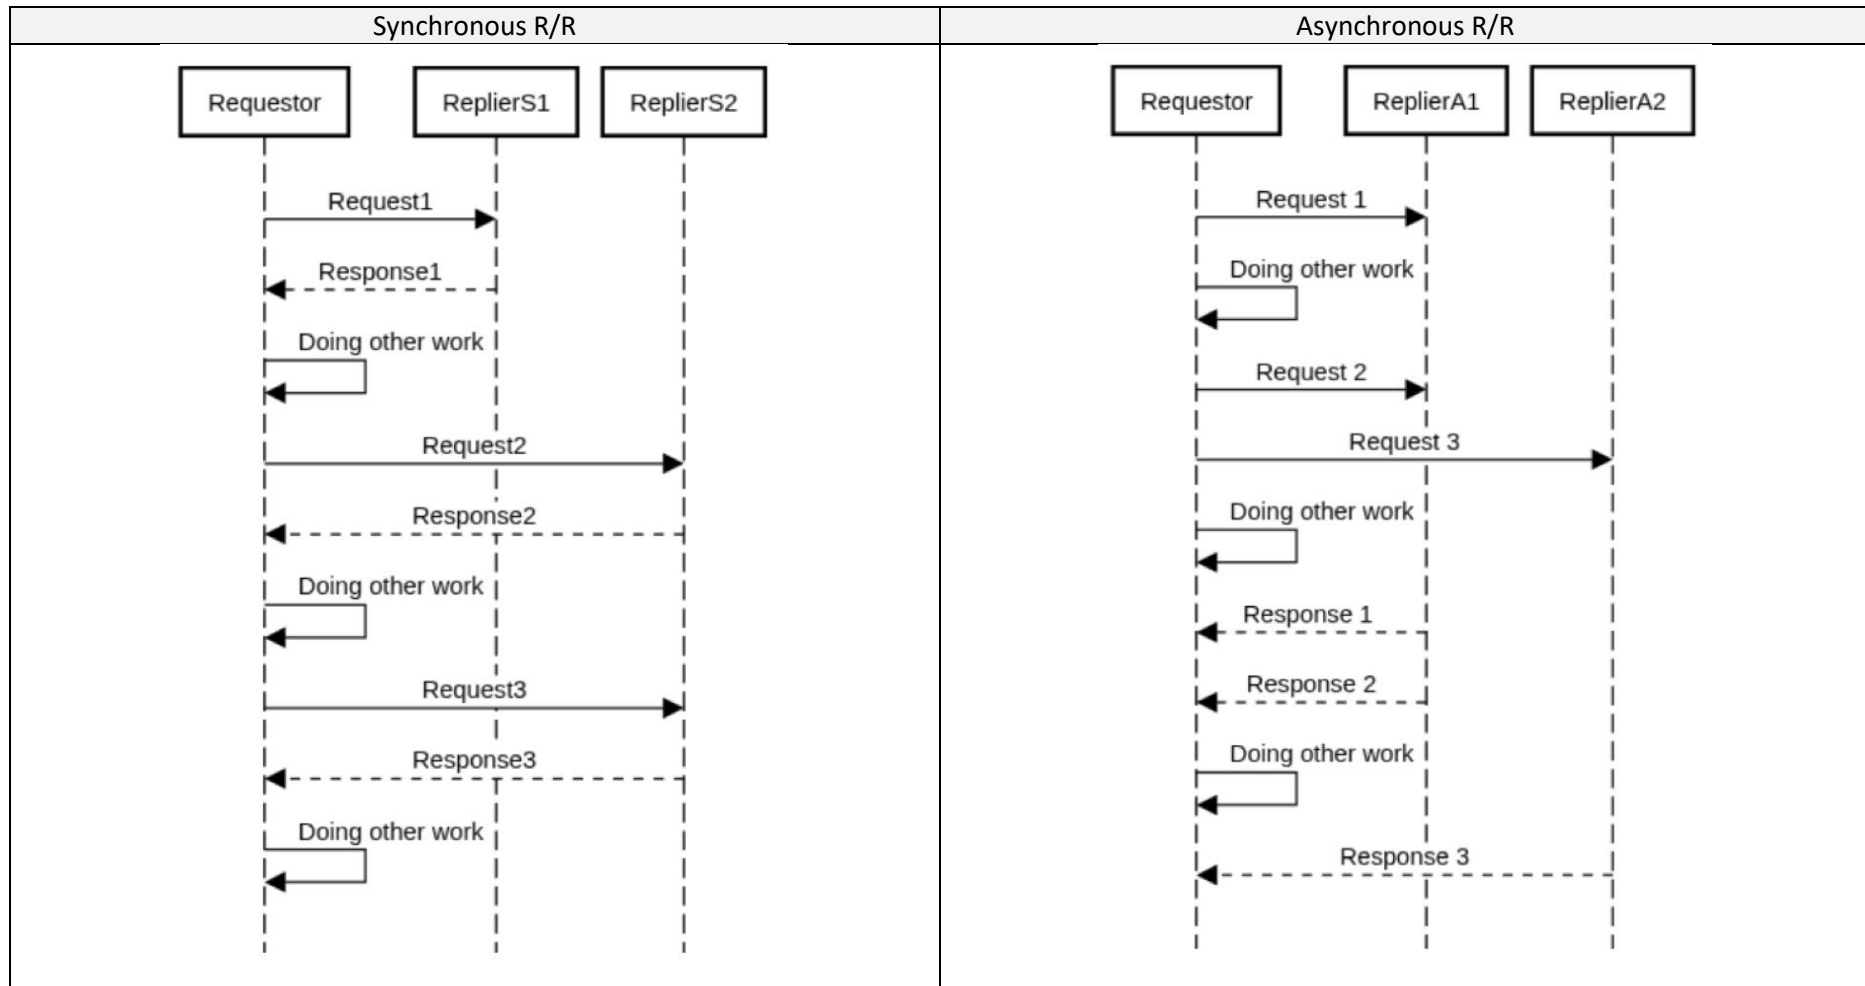 Synchronous R/R
Requestor
ReplierS1
ReplierS2
Request1
Response1
Doing other work
Request2
Response2
Doing other work
Request3
Response3
Doing other work
Asynchronous R/R
Requestor
ReplierA1
ReplierA2
Request 1
Doing other work
Request 2
Request 3
Doing other work
Response 1
Response 2
Doing other work
Response 3